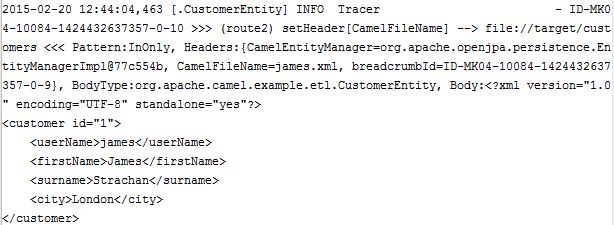 2015-02-20 12:44:04,463 [.CustomerEntity] INFO  Tracer                         - ID-MK0
4-10084-1424432637357-0-10 >>> (route2) setHeader[CamelFileName] --> file://target/cust
omers <<< Pattern:InOnly, Headers:{CamelEntityManager=org.apache.openjpa.persistence.En
tityManagerImpl@77c554b, CamelFileName=james.xml, breadcrumbId=ID-MK04-10084-1424432637
357-0-9}, BodyType:org.apache.camel.example.etl.CustomerEntity, Body:<?xml version="1.0
" encoding="UTF-8" standalone="yes"?>
<customer id="1">
    <userName>james</userName>
    <firstName>James</firstName>
    <surname>Strachan</surname>
    <city>London</city>
</customer>